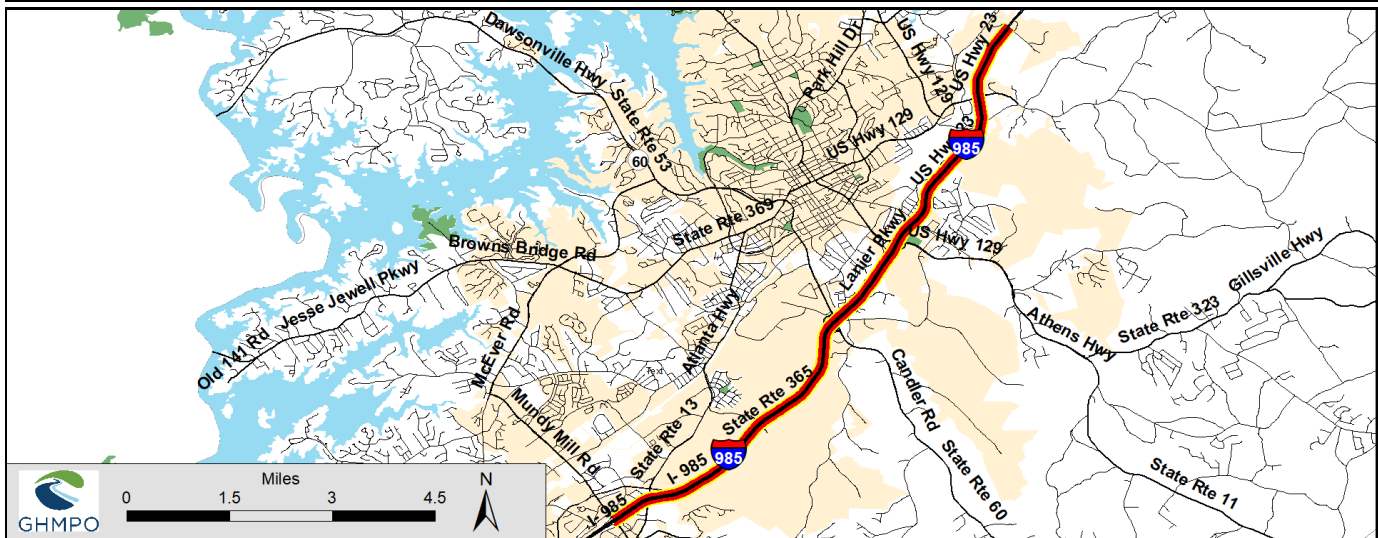 Dawsonville Hwy
State Rte 53
60
Park Hill Dr
US Hwy 129
US Hwy 23
US Hwy 129
US Hwy 23
985
State Rte 369
Browns Bridge Rd
Jesse Jewell Pkwy
Old 141 Rd
McEver Rd
Atlanta Hwy
Lanier Pkwy
US Hwy 129
Athens Hwy
State Rte 323
Gillsville Hwy
Text
Mundy Mill Rd
State Rte 13
State Rte 365
Candler Rd
State Rte 60
State Rte 11
985
I- 985
I- 985
GHMPO
Miles
0 1.5 3 4.5
N